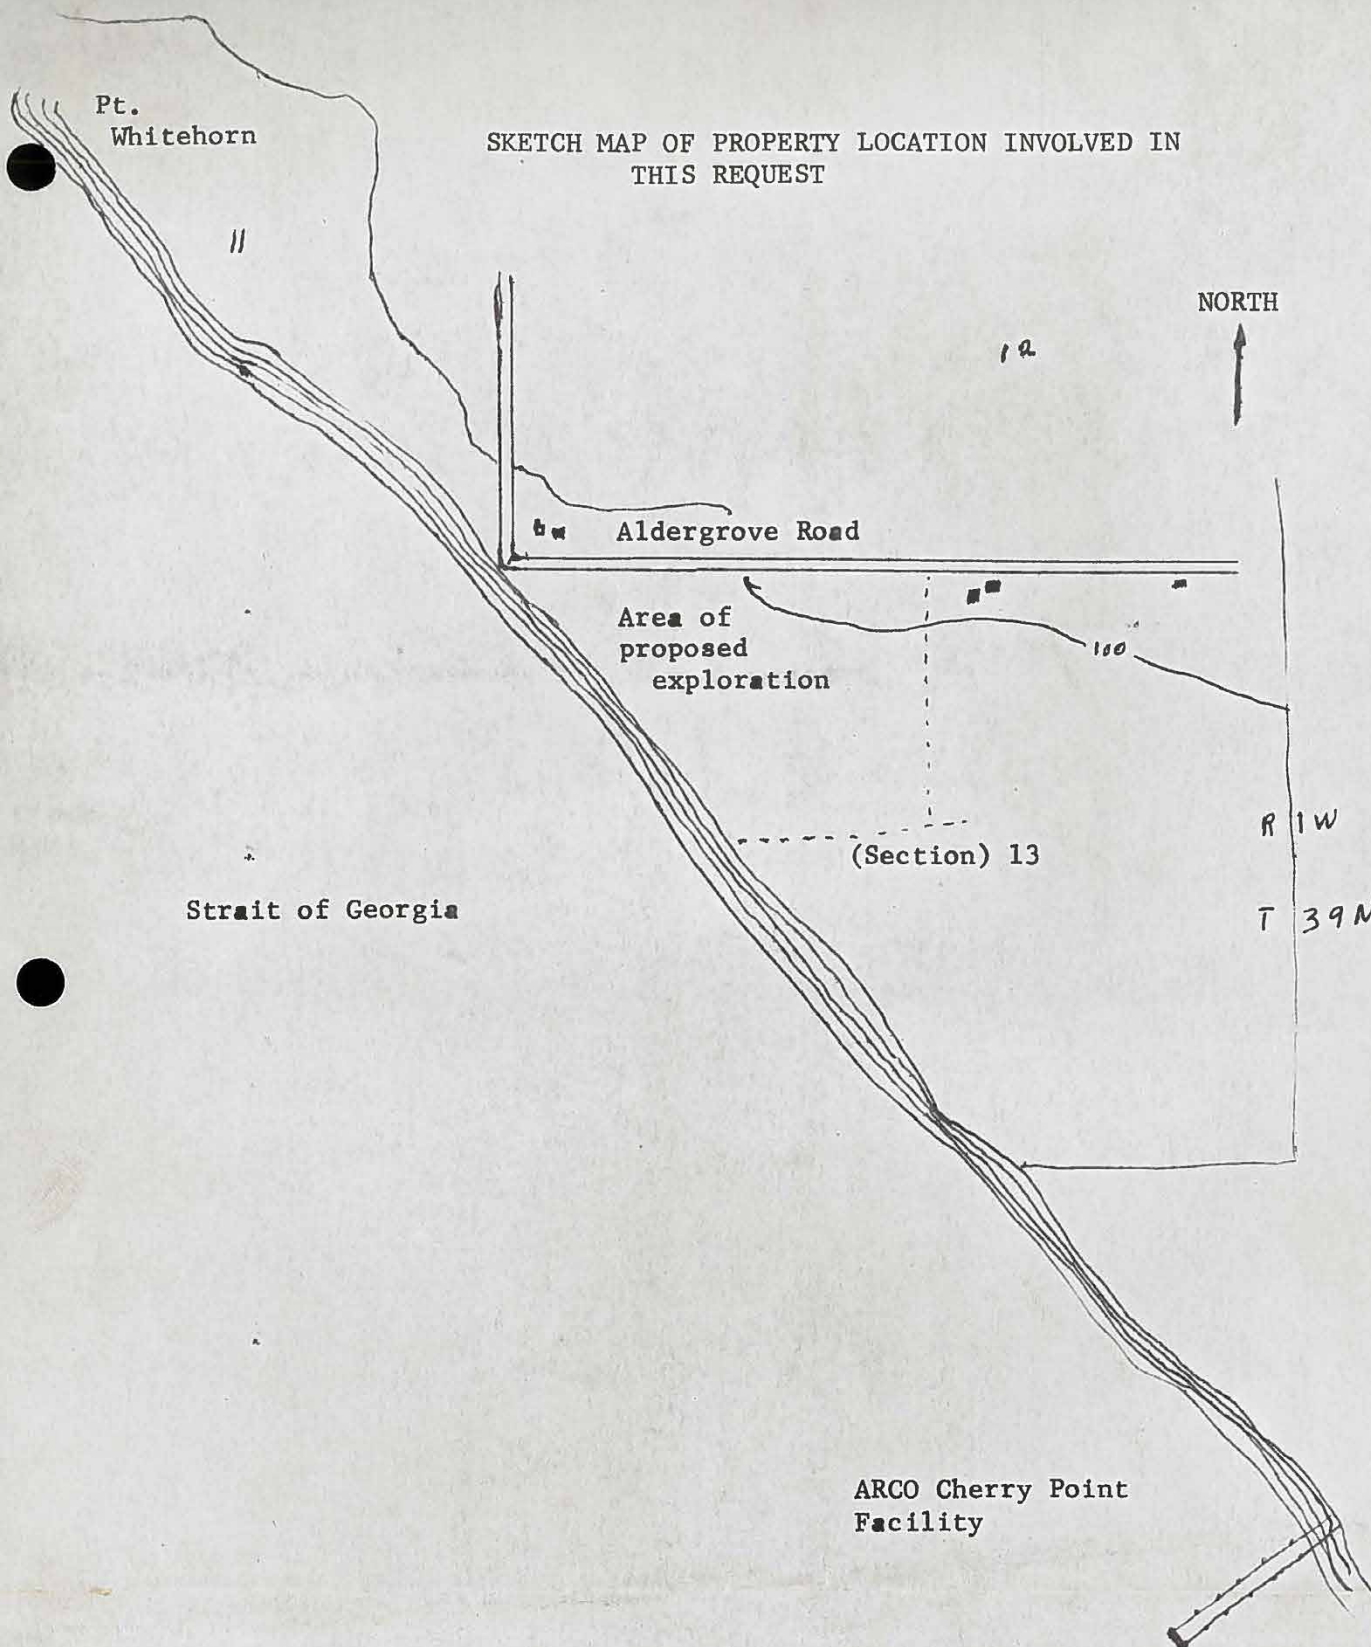 Pt.
Whitehorn
SKETCH MAP OF PROPERTY LOCATION INVOLVED IN
THIS REQUEST
11
NORTH
12
Aldergrove Road
Area of
proposed
exploration
100
R 1W
(Section) 13
Strait of Georgia
T 39N
ARCO Cherry Point
Facility